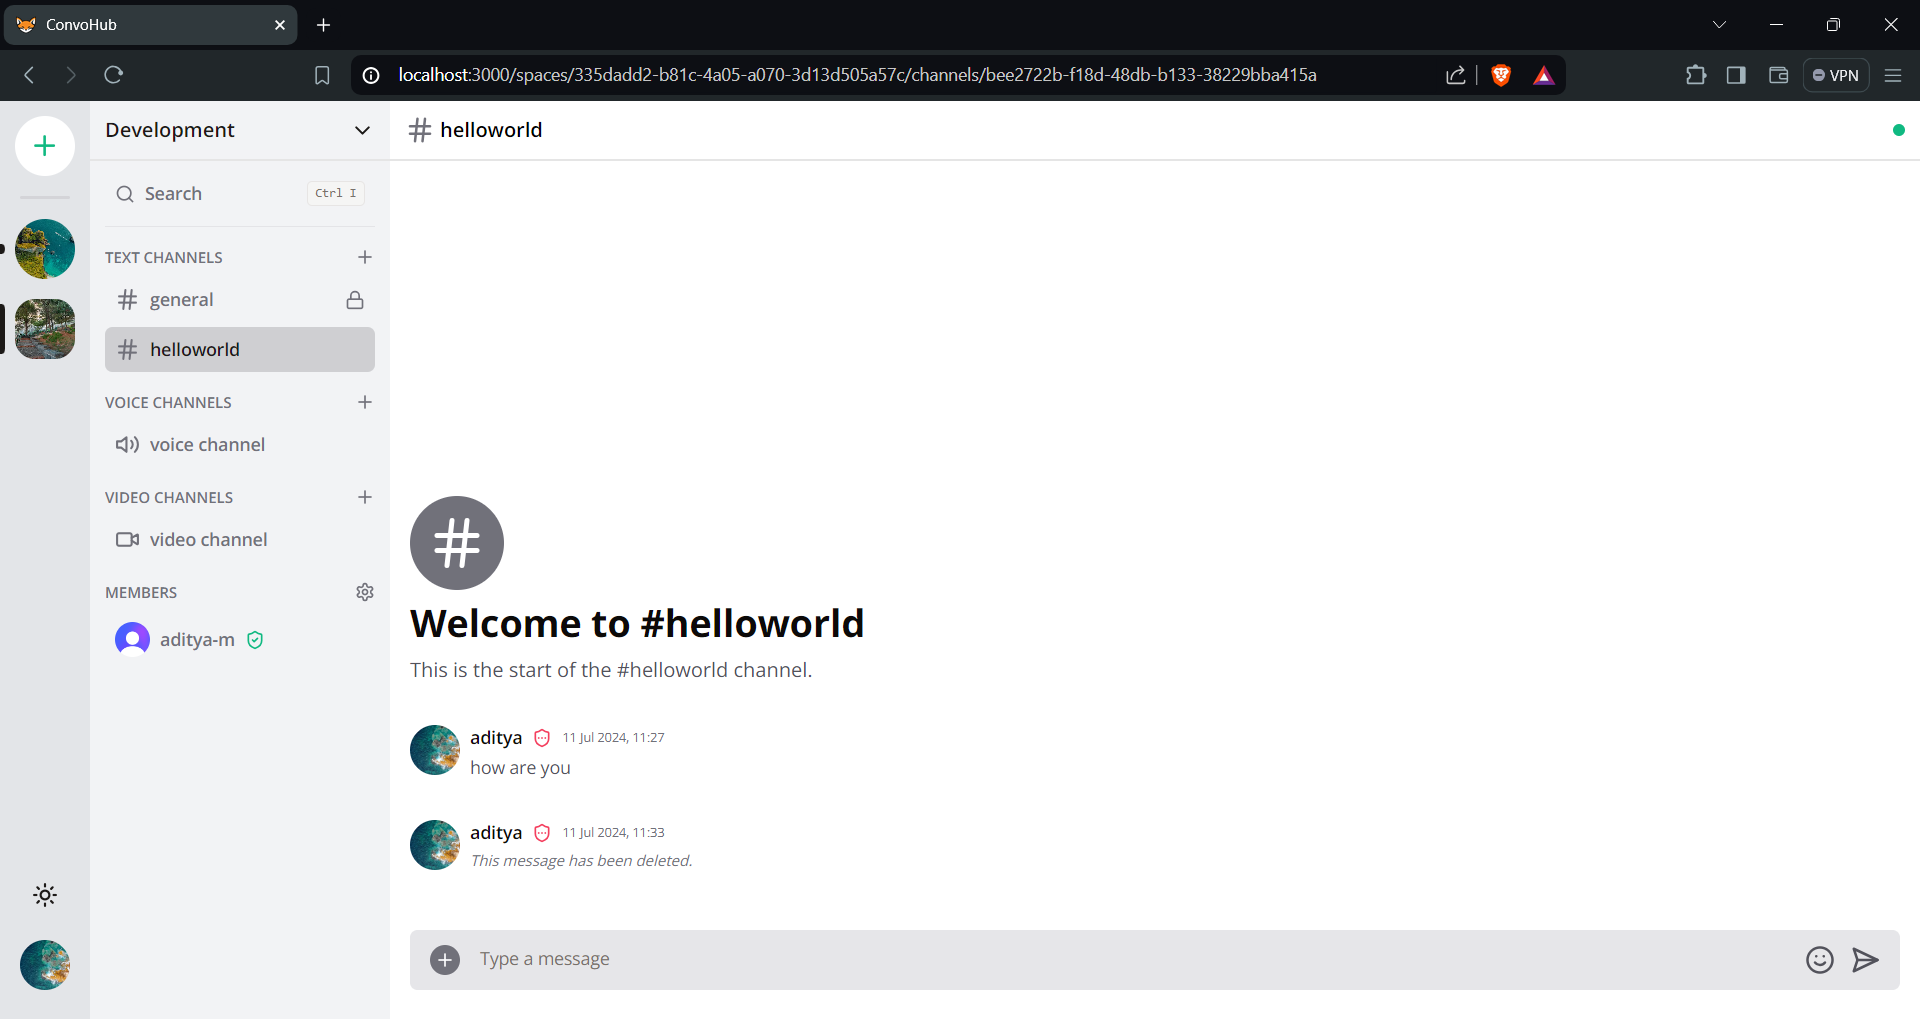 ConvoHub
localhost:3000/spaces/335dadd2-b81c-4a05-a070-3d13d505a57c/channels/bee2722b-f18d-48db-b133-38229bba415a
VPN
Development
Search
Ctrl I
TEXT CHANNELS
general
helloworld
VOICE CHANNELS
voice channel
VIDEO CHANNELS
video channel
MEMBERS
aditya-m
# helloworld
#
Welcome to #helloworld
This is the start of the #helloworld channel.
aditya 11 Jul 2024, 11:27
how are you
aditya 11 Jul 2024, 11:33
This message has been deleted.
Type a message